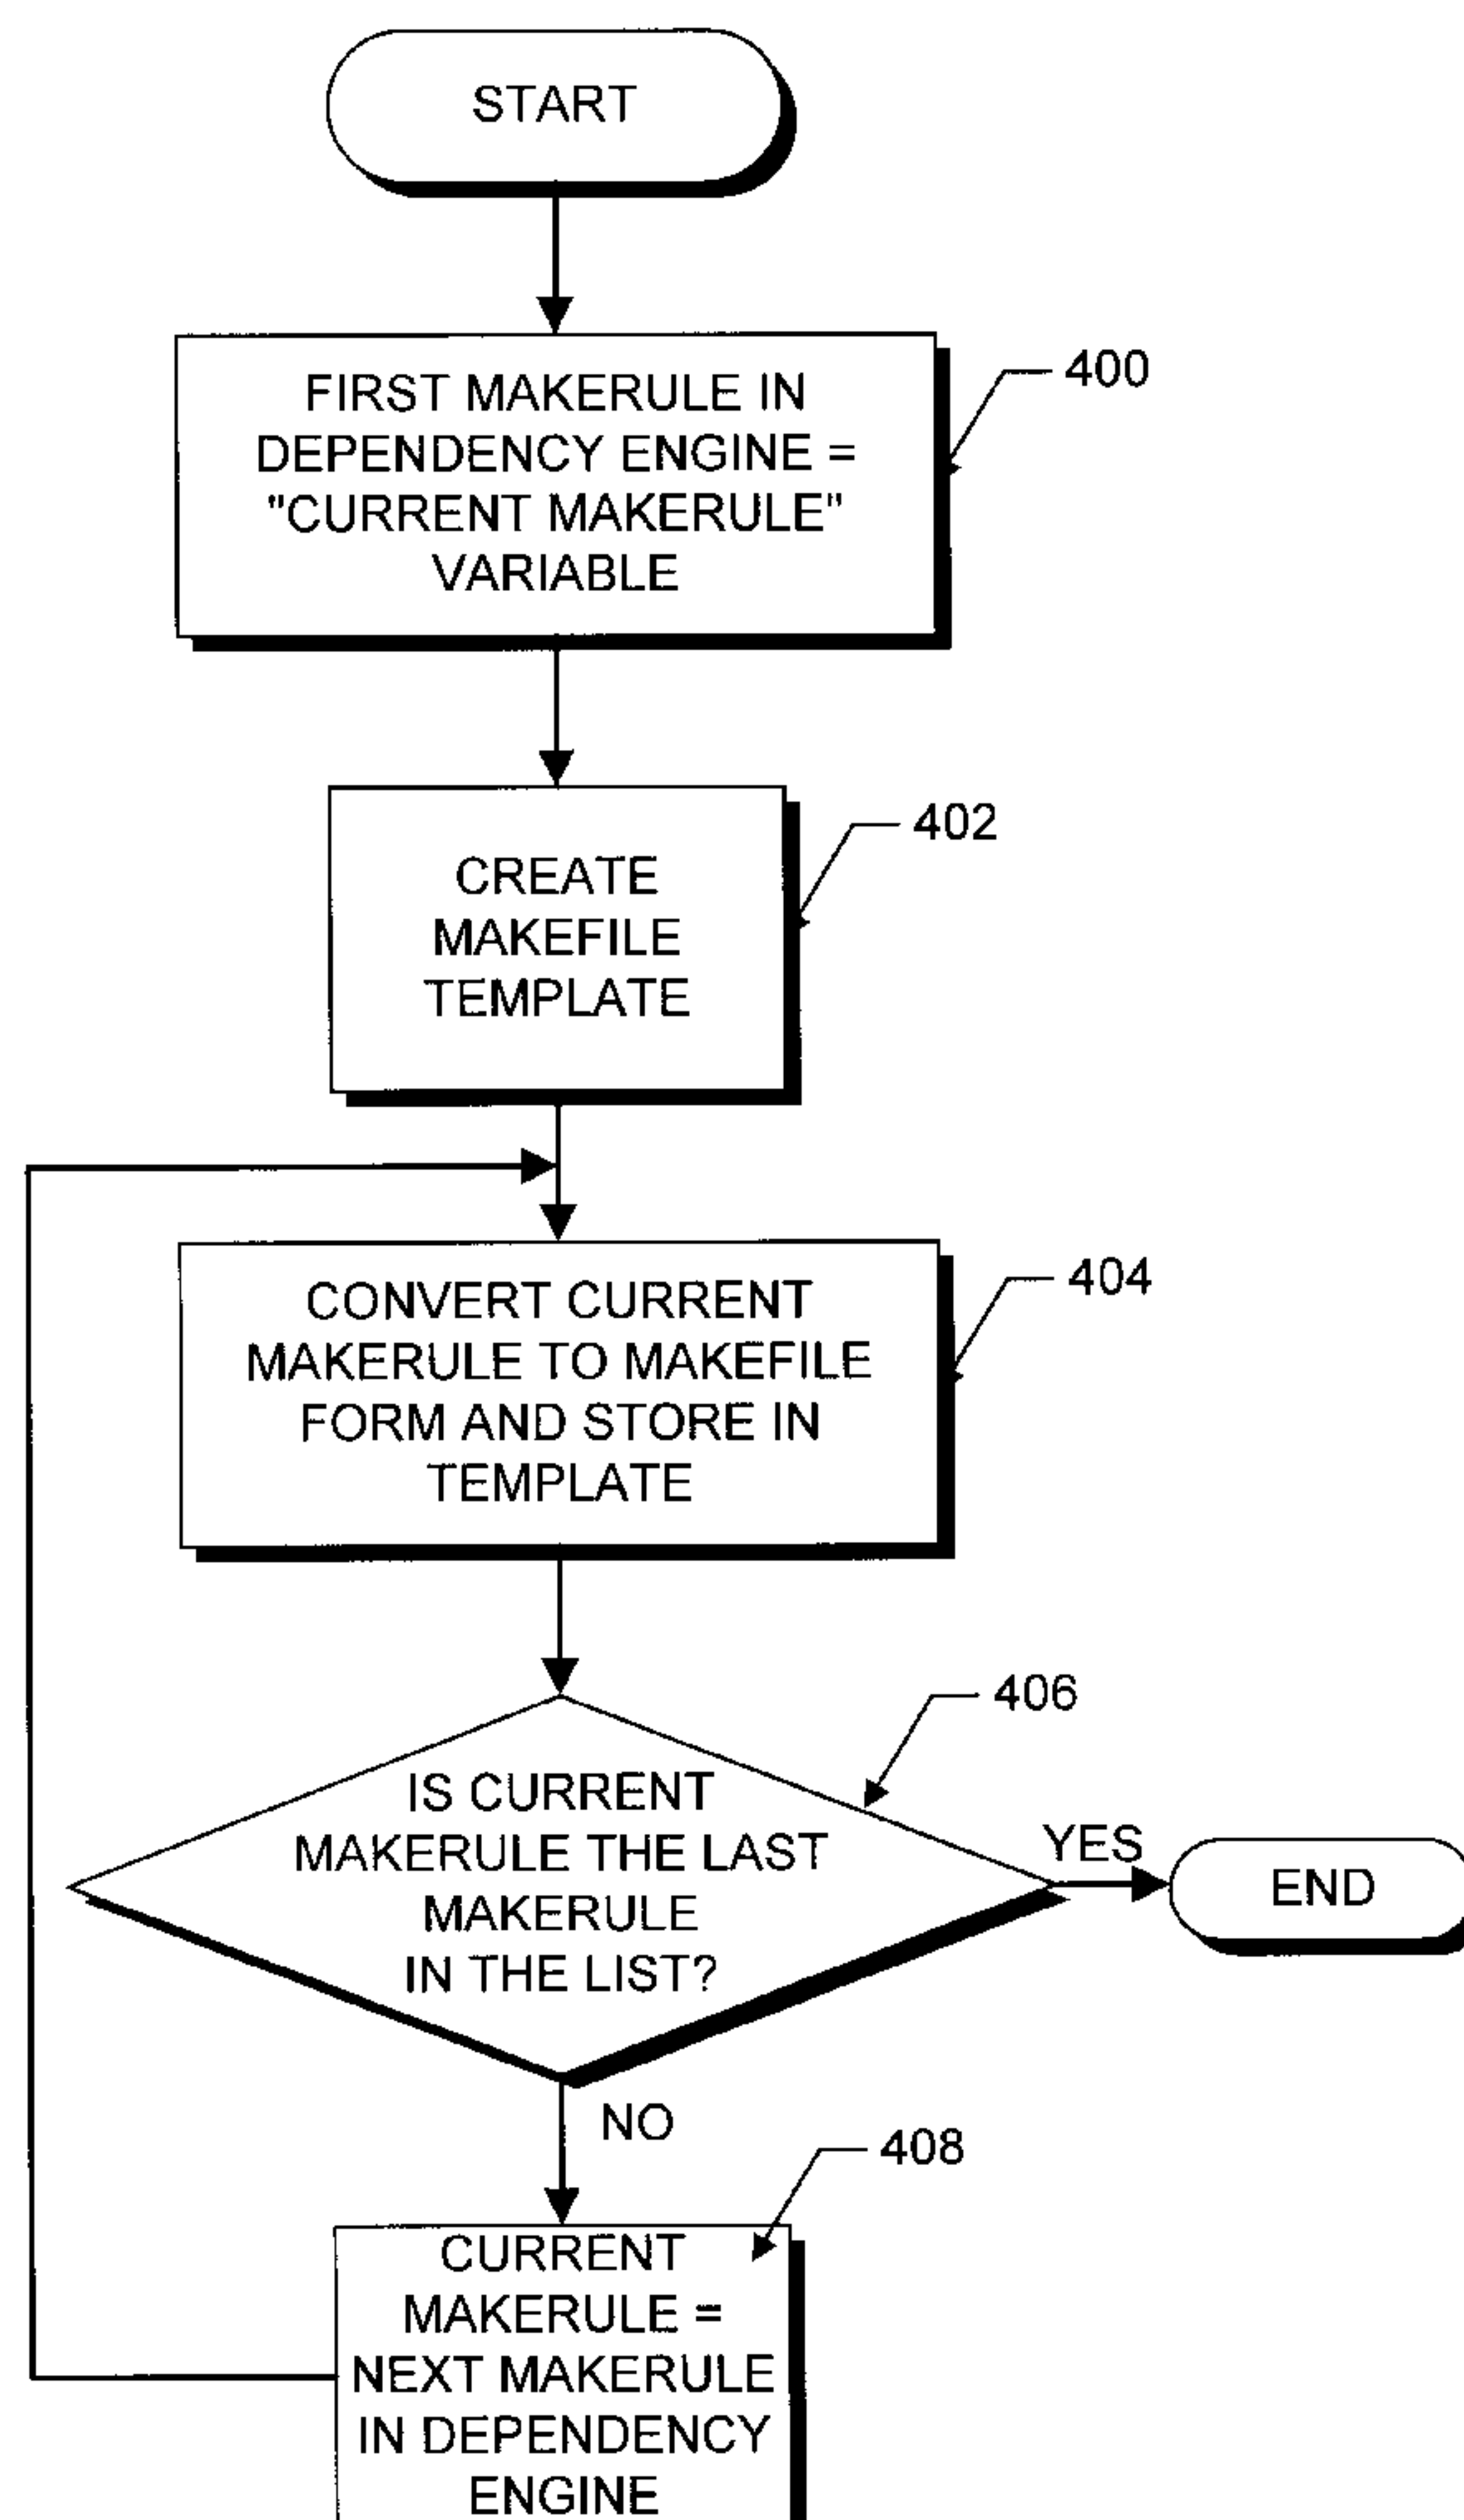 START
FIRST MAKERULE IN
DEPENDENCY ENGINE =
"CURRENT MAKERULE"
VARIABLE
400
CREATE
MAKEFILE
TEMPLATE
402
CONVERT CURRENT
MAKERULE TO MAKEFILE
FORM AND STORE IN
TEMPLATE
404
406
IS CURRENT
MAKERULE THE LAST
MAKERULE
IN THE LIST?
YES
END
NO
408
CURRENT
MAKERULE =
NEXT MAKERULE
IN DEPENDENCY
ENGINE